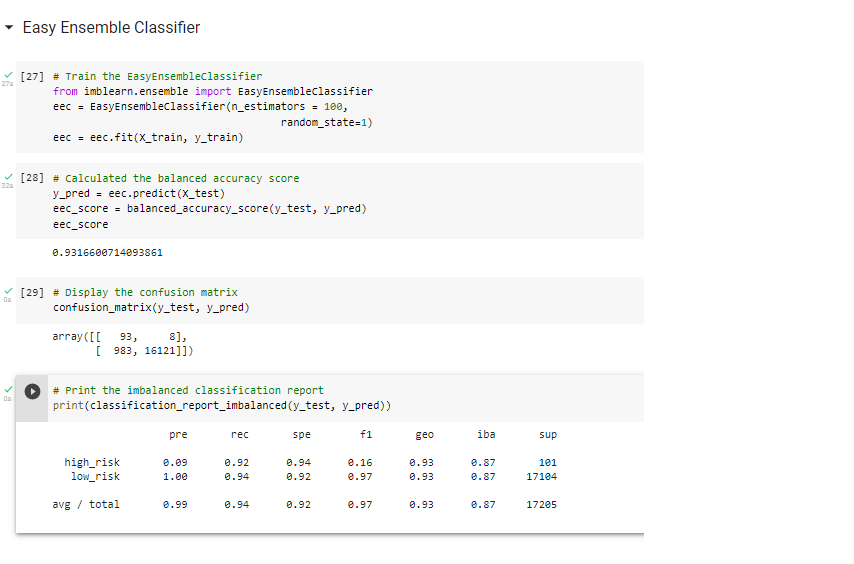 Easy Ensemble Classifier
[27] # Train the EasyEnsembleClassifier
27s from imblearn.ensemble import EasyEnsembleClassifier
eec = EasyEnsembleClassifier(n_estimators = 100,
random_state=1)
eec = eec.fit(X_train, y_train)
[28] # Calculated the balanced accuracy score
32s y_pred = eec.predict(X_test)
eec_score = balanced_accuracy_score(y_test, y_pred)
eec_score
0.9316600714093861
[29] # Display the confusion matrix
0s confusion_matrix(y_test, y_pred)
array([[   93,     8],
[  983, 16121]])
# Print the imbalanced classification report
0s print(classification_report_imbalanced(y_test, y_pred))
pre rec spe f1 geo iba sup
high_risk 0.09 0.92 0.94 0.16 0.93 0.87 101
low_risk 1.00 0.94 0.92 0.97 0.93 0.87 17104
avg / total 0.99 0.94 0.92 0.97 0.93 0.87 17205